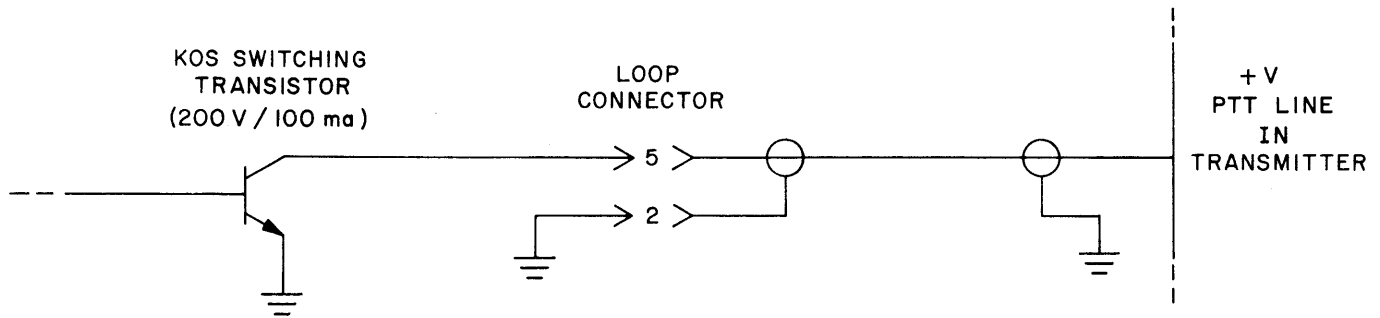 KOS SWITCHING
TRANSISTOR
(200 V / 100 ma)
LOOP
CONNECTOR
5
2
+V
PTT LINE
IN
TRANSMITTER